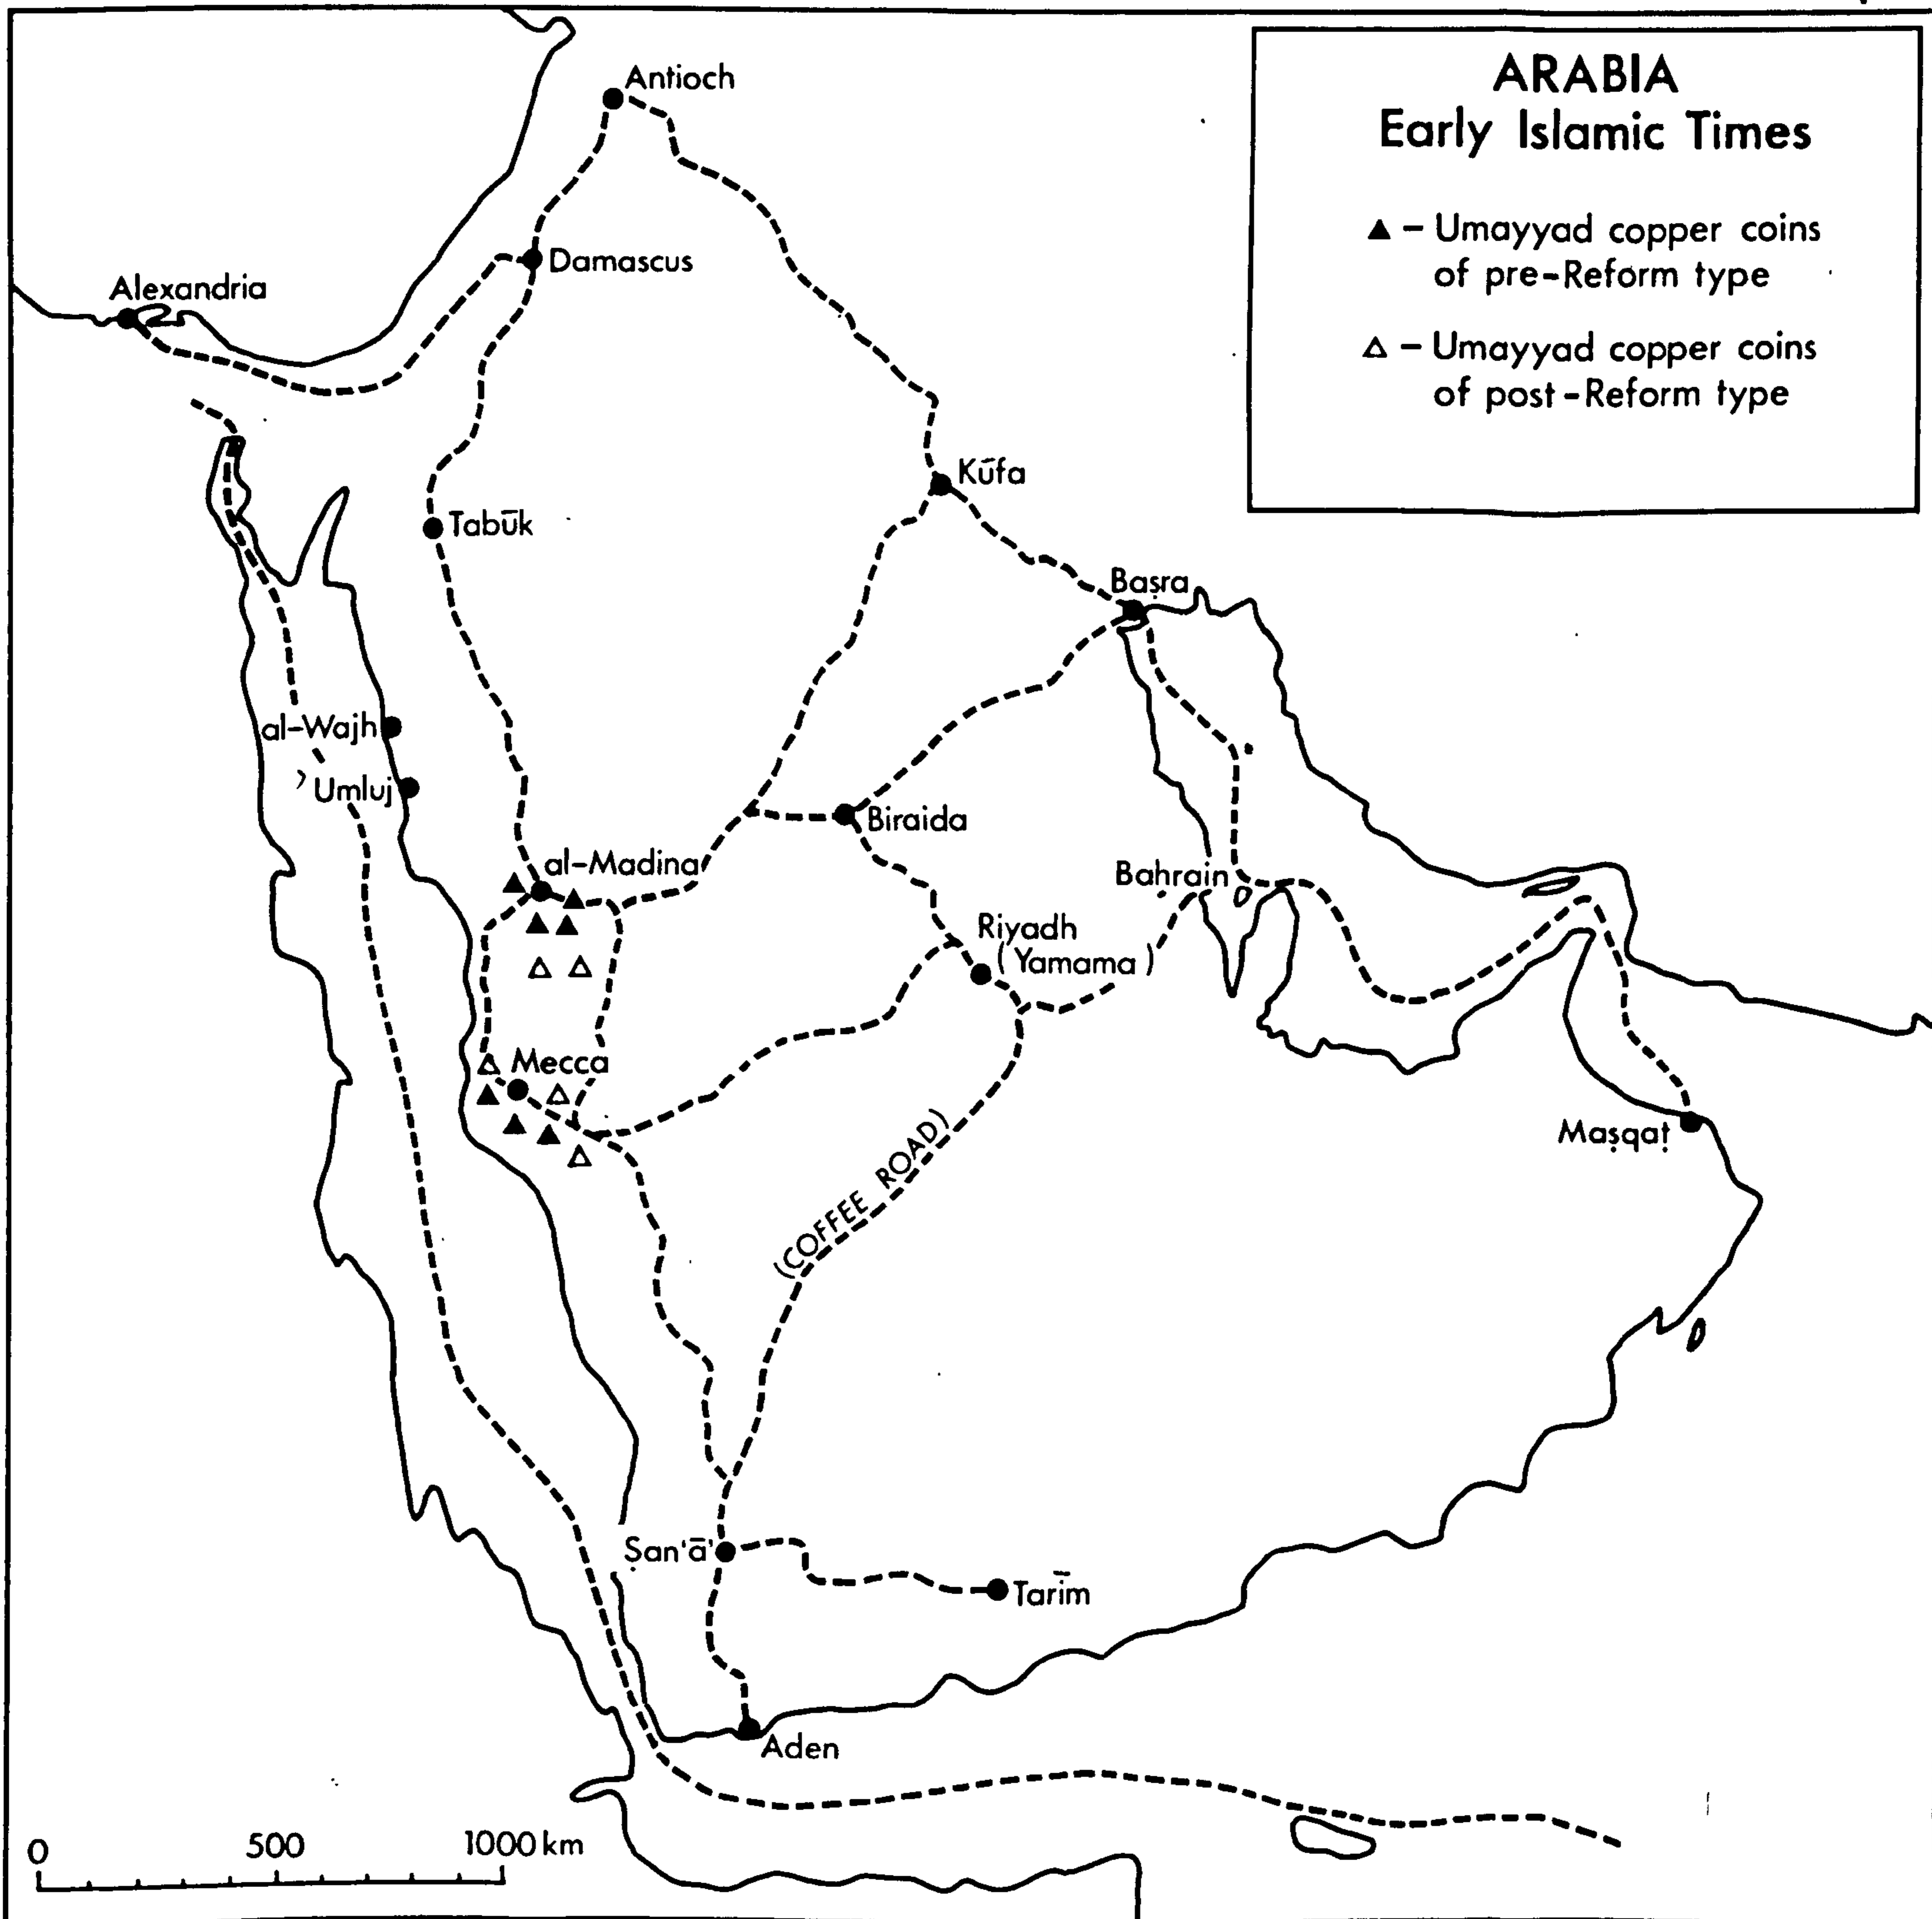 ARABIA
Early Islamic Times
▲ – Umayyad copper coins
of pre-Reform type
△ – Umayyad copper coins
of post-Reform type
Antioch
Damascus
Alexandria
Kūfa
Tabūk
Baṣra
al-Wajh
ʾUmluj
Biraida
al-Madina
Bahrain
Riyadh
(Yamama)
Mecca
(COFFEE ROAD)
Maṣqaṭ
Ṣanʿāʾ
Tarīm
Aden
0 500 1000 km